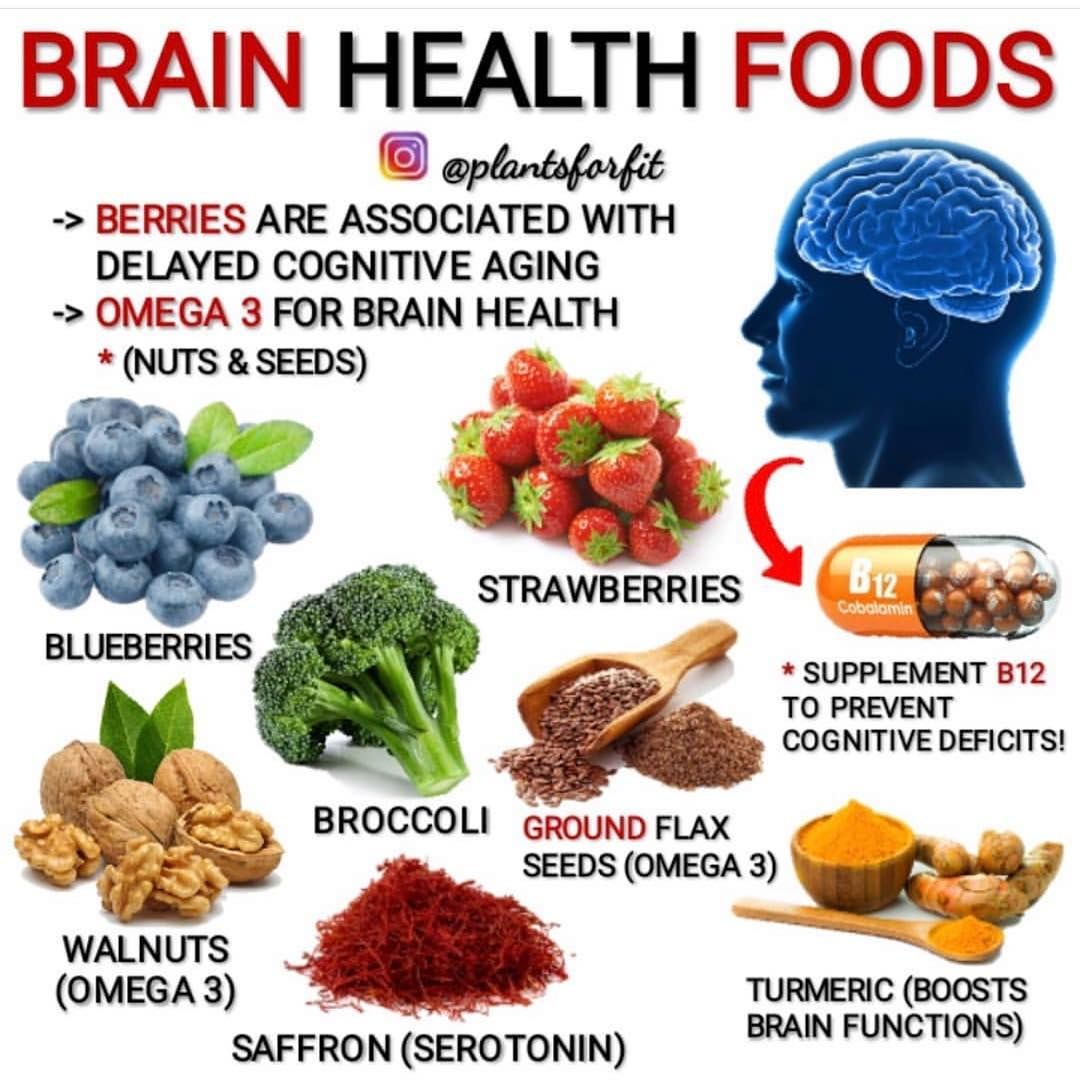 BRAIN HEALTH FOODS
@plantsforfit
-> BERRIES ARE ASSOCIATED WITH
DELAYED COGNITIVE AGING
-> OMEGA 3 FOR BRAIN HEALTH
* (NUTS & SEEDS)
BLUEBERRIES
STRAWBERRIES
B12
Cobalamin
* SUPPLEMENT B12
TO PREVENT
COGNITIVE DEFICITS!
BROCCOLI
GROUND FLAX
SEEDS (OMEGA 3)
WALNUTS
(OMEGA 3)
SAFFRON (SEROTONIN)
TURMERIC (BOOSTS
BRAIN FUNCTIONS)